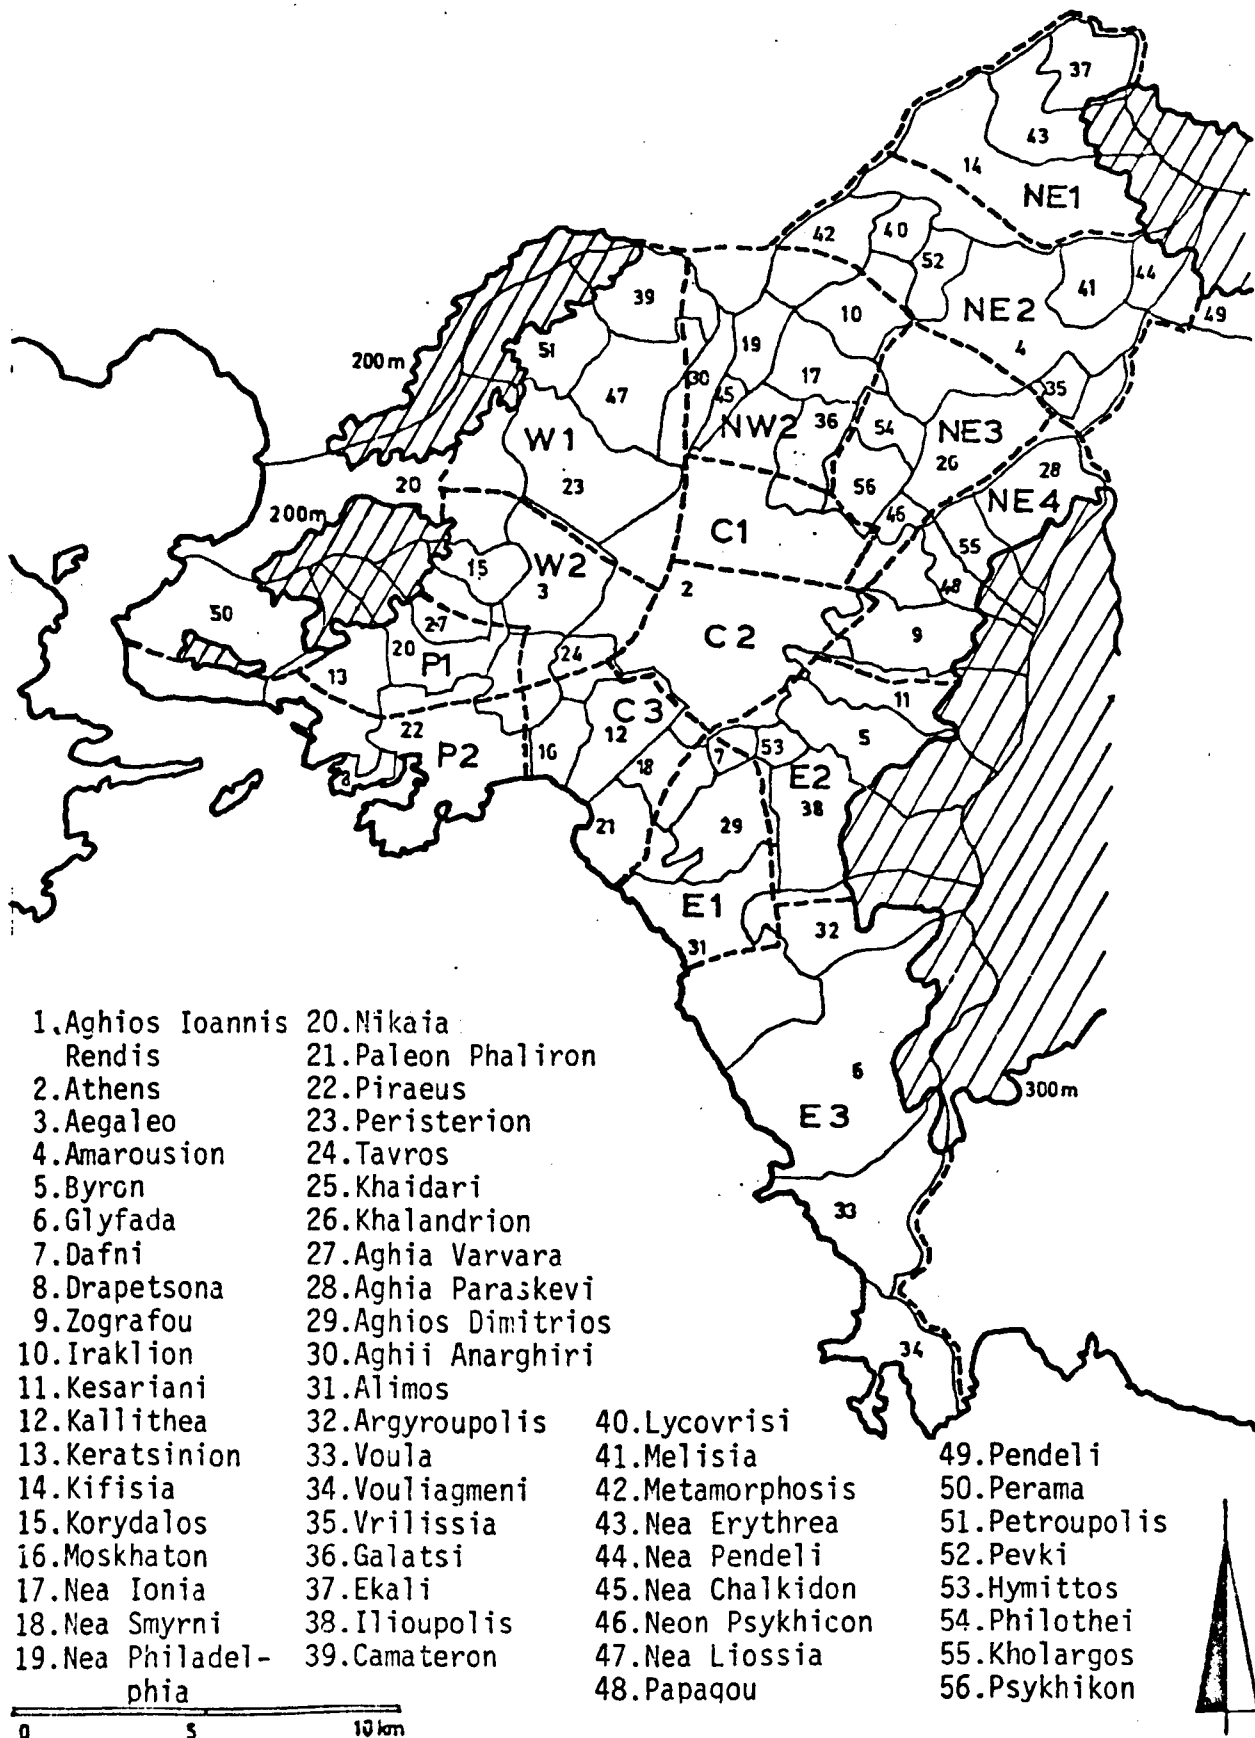 37
43
14
NE1
42
40
52
44
41
49
39
10
NE2
51
200m
19
4
30
17
35
47
45
NW2
36
54
NE3
W1
26
28
20
23
56
NE4
200m
46
C1
55
15
W2
3
2
48
50
27
9
C2
20
24
13
P1
11
C3
22
12
7
53
5
P2
16
18
E2
8
38
21
29
E1
32
31
6
300m
E3
33
34
1.Aghios Ioannis
Rendis
2.Athens
3.Aegaleo
4.Amarousion
5.Byron
6.Glyfada
7.Dafni
8.Drapetsona
9.Zografou
10.Iraklion
11.Kesariani
12.Kallithea
13.Keratsinion
14.Kifisia
15.Korydalos
16.Moskhaton
17.Nea Ionia
18.Nea Smyrni
19.Nea Philadel-
phia
20.Nikaia
21.Paleon Phaliron
22.Piraeus
23.Peristerion
24.Tavros
25.Khaidari
26.Khalandrion
27.Aghia Varvara
28.Aghia Paraskevi
29.Aghios Dimitrios
30.Aghii Anarghiri
31.Alimos
32.Argyroupolis
33.Voula
34.Vouliagmeni
35.Vrilissia
36.Galatsi
37.Ekali
38.Ilioupolis
39.Camateron
40.Lycovrisi
41.Melisia
42.Metamorphosis
43.Nea Erythrea
44.Nea Pendeli
45.Nea Chalkidon
46.Neon Psykhicon
47.Nea Liossia
48.Papagou
49.Pendeli
50.Perama
51.Petroupolis
52.Pevki
53.Hymittos
54.Philothei
55.Kholargos
56.Psykhikon
0 5 10km